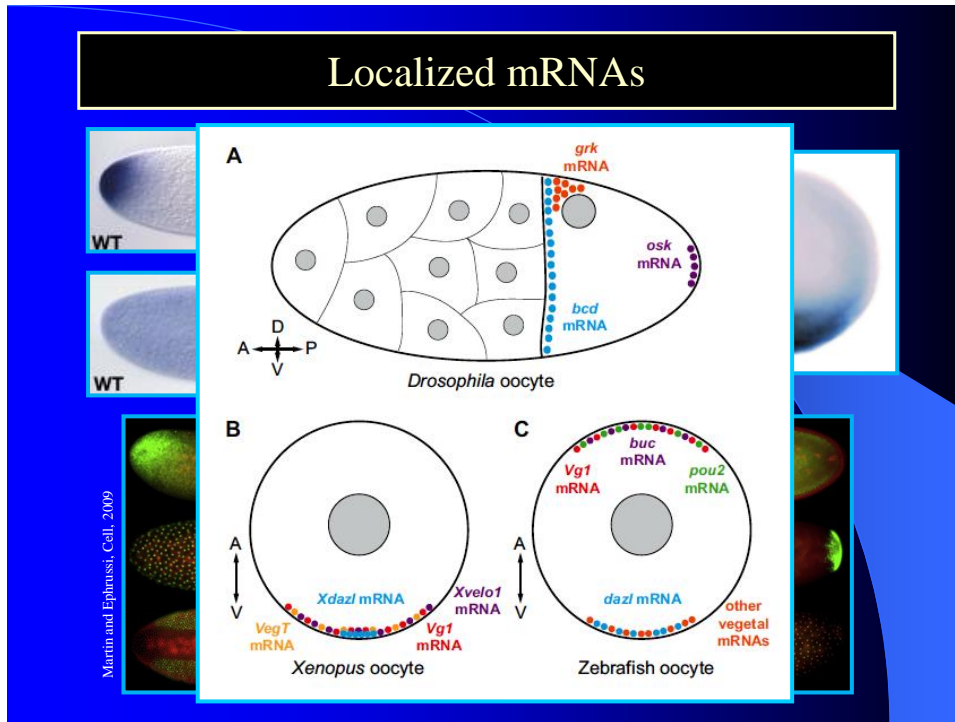 Localized mRNAs
WT
WT
Martin and Ephrussi, Cell, 2009
A
grk
mRNA
osk
mRNA
bcd
mRNA
D
A P
V
Drosophila oocyte
B
A
V
Xdazl mRNA
Xvelo1
mRNA
VegT
mRNA
Vg1
mRNA
Xenopus oocyte
C
buc
mRNA
Vg1
mRNA
pou2
mRNA
A
V
dazl mRNA
other
vegetal
mRNAs
Zebrafish oocyte